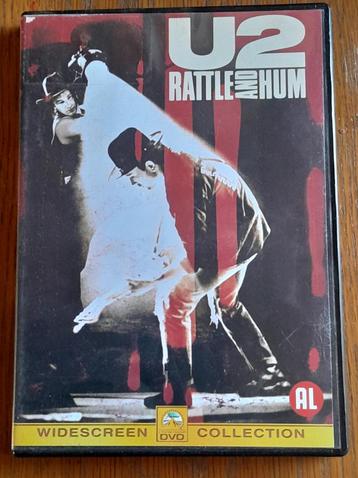 U2
RATTLE AND HUM
AL
WIDESCREEN DVD COLLECTION